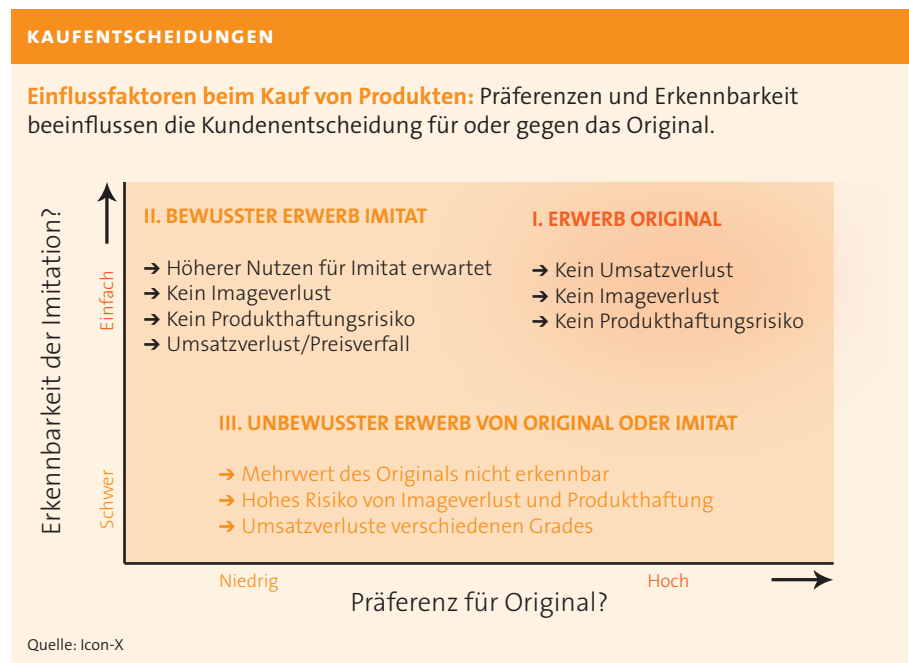 KAUFENTSCHEIDUNGEN
Einflussfaktoren beim Kauf von Produkten: Präferenzen und Erkennbarkeit
beeinflussen die Kundenentscheidung für oder gegen das Original.
Erkennbarkeit der Imitation?
Einfach
Schwer
II. BEWUSSTER ERWERB IMITAT
➔ Höherer Nutzen für Imitat erwartet
➔ Kein Imageverlust
➔ Kein Produkthaftungsrisiko
➔ Umsatzverlust/Preisverfall
I. ERWERB ORIGINAL
➔ Kein Umsatzverlust
➔ Kein Imageverlust
➔ Kein Produkthaftungsrisiko
III. UNBEWUSSTER ERWERB VON ORIGINAL ODER IMITAT
➔ Mehrwert des Originals nicht erkennbar
➔ Hohes Risiko von Imageverlust und Produkthaftung
➔ Umsatzverluste verschiedenen Grades
Niedrig
Hoch
Präferenz für Original?
Quelle: Icon-X